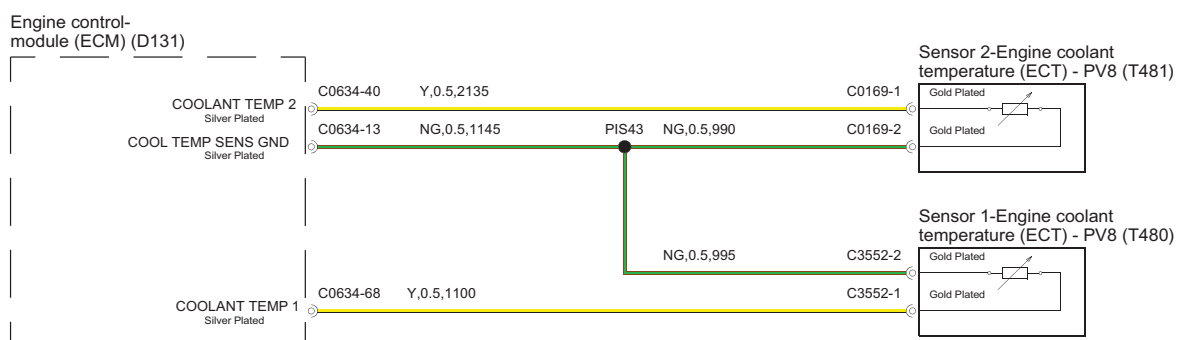 Engine control-
module (ECM) (D131)
Sensor 2-Engine coolant
temperature (ECT) - PV8 (T481)
C0634-40 Y,0.5,2135 C0169-1
Gold Plated
COOLANT TEMP 2
Silver Plated
C0634-13 NG,0.5,1145 PIS43 NG,0.5,990 C0169-2
Gold Plated
COOL TEMP SENS GND
Silver Plated
Sensor 1-Engine coolant
temperature (ECT) - PV8 (T480)
NG,0.5,995 C3552-2
Gold Plated
C0634-68 Y,0.5,1100 C3552-1
Gold Plated
COOLANT TEMP 1
Silver Plated